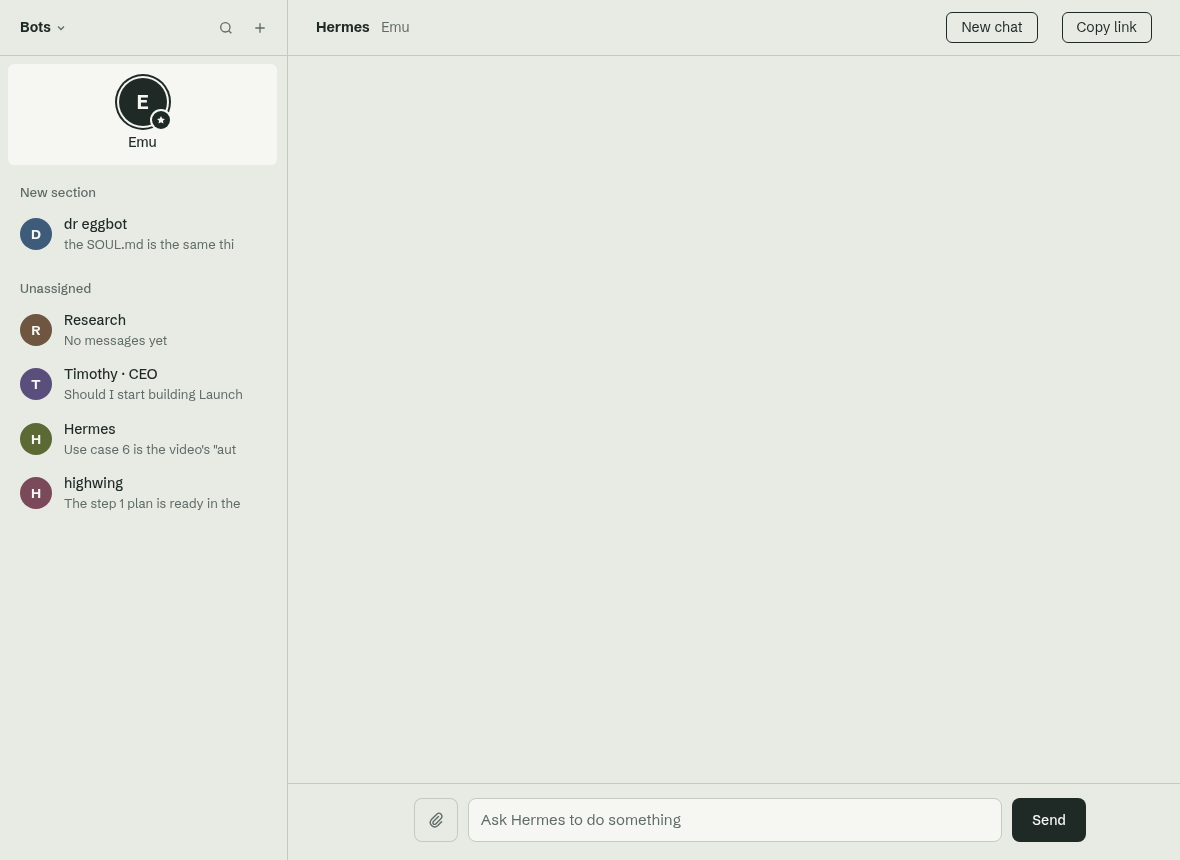 Bots
Hermes Emu
New chat
Copy link
E
Emu
New section
D
dr eggbot
the SOUL.md is the same thi
Unassigned
R
Research
No messages yet
T
Timothy · CEO
Should I start building Launch
H
Hermes
Use case 6 is the video's "aut
H
highwing
The step 1 plan is ready in the
Ask Hermes to do something
Send